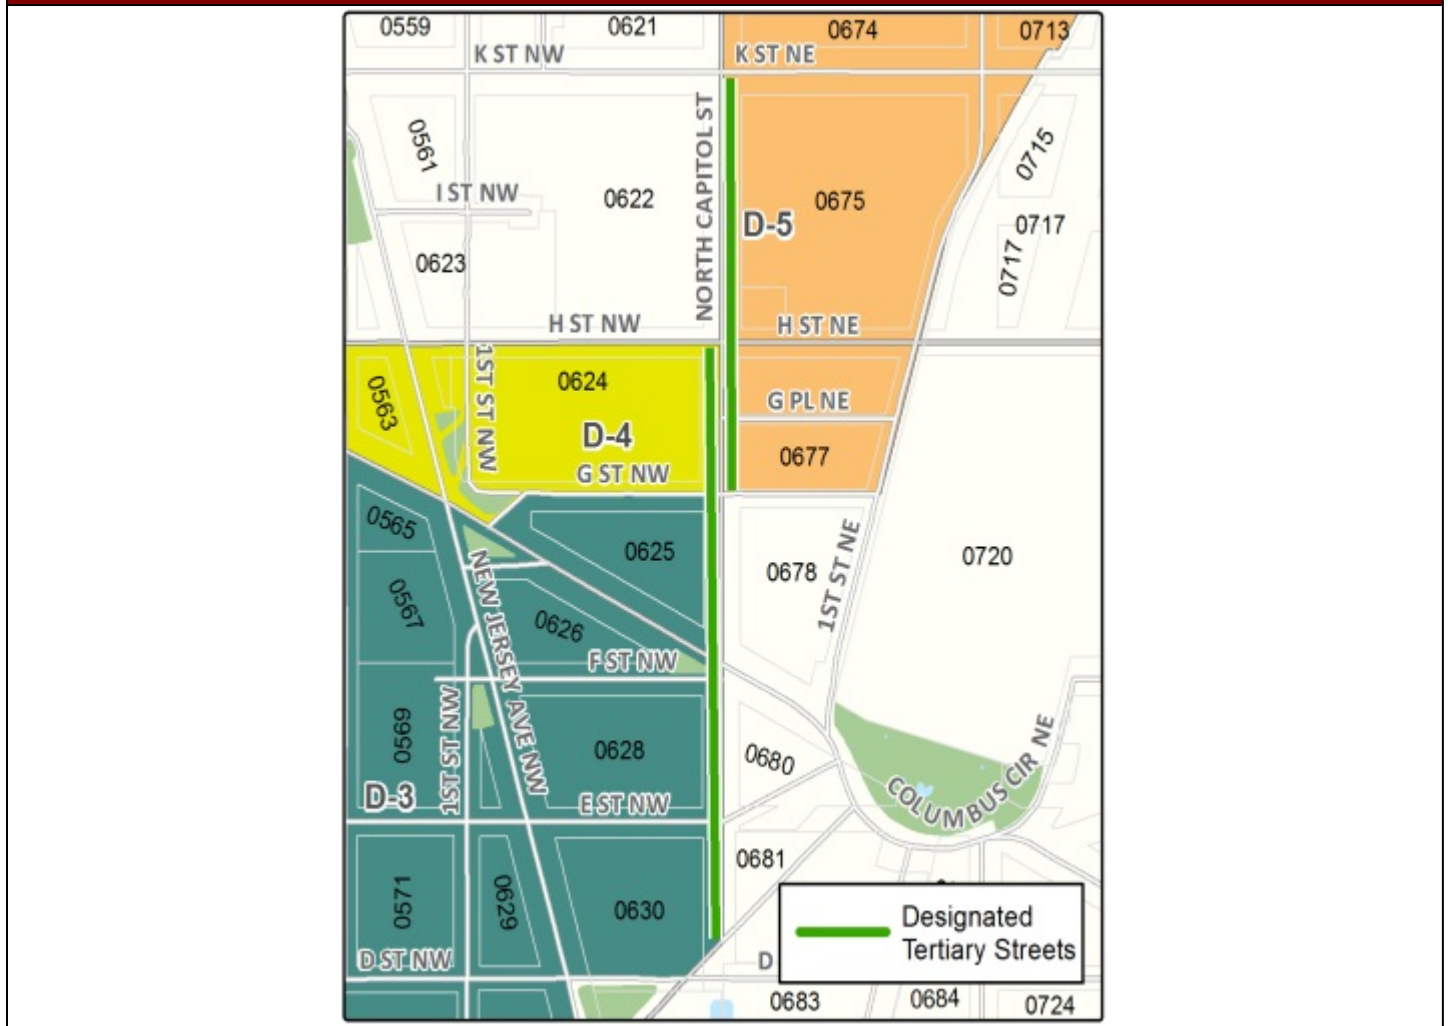 0559
0621
0674
0713
K ST NW
K ST NE
0561
NORTH CAPITOL ST
0715
I ST NW
0622
0675
D-5
0717
0717
0623
H ST NW
H ST NE
1ST ST NW
0624
0563
G PL NE
D-4
G ST NW
0677
0565
0625
0678
1ST ST NE
0720
0567
NEW JERSEY AVE NW
0626
F ST NW
0569
1ST ST NW
0628
0680
COLUMBUS CIR NE
D-3
E ST NW
0681
0571
0629
0630
Designated
Tertiary Streets
D ST NW
D
0683
0684
0724